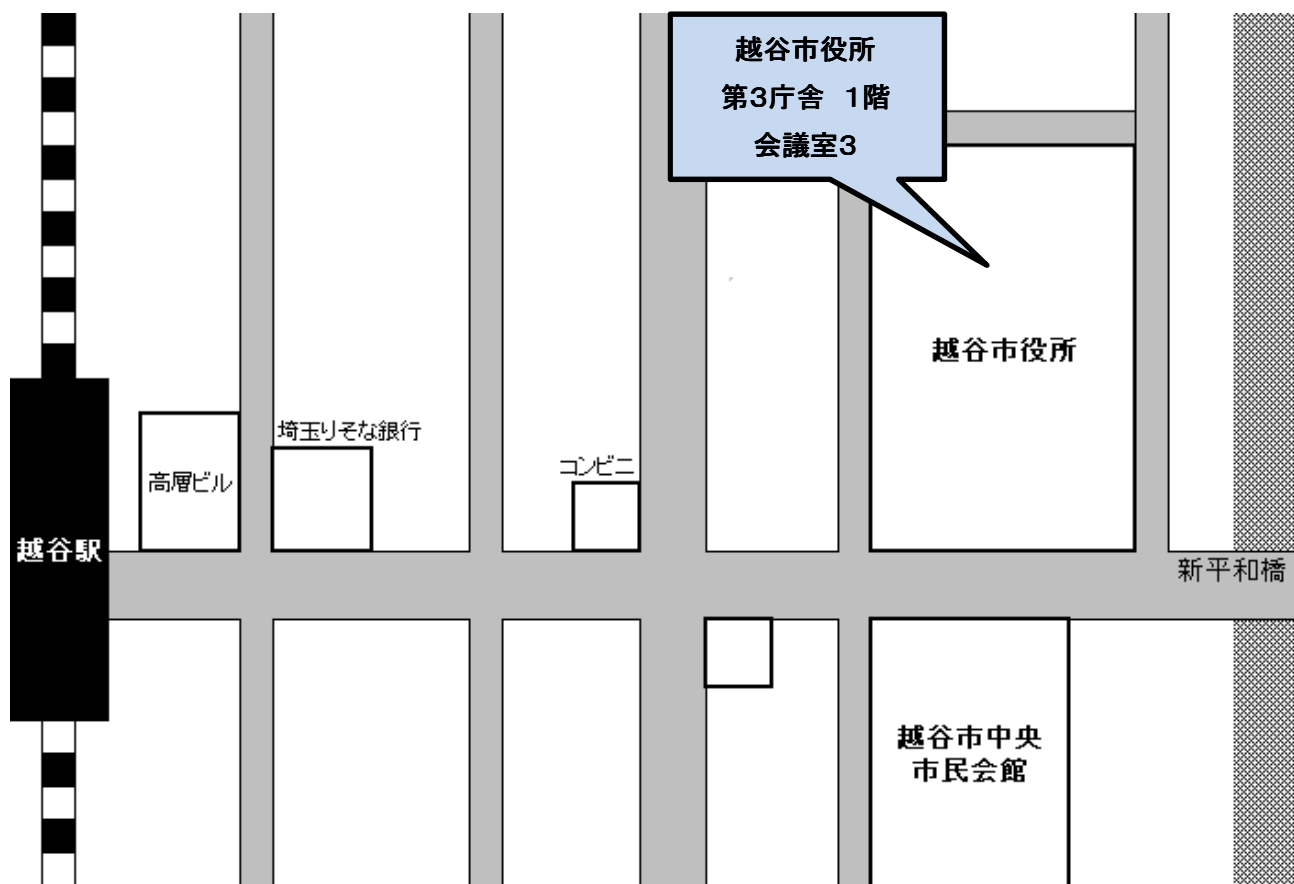 越谷市役所
第3庁舎　1階
会議室3
越谷市役所
埼玉りそな銀行
コンビニ
高層ビル
越谷駅
新平和橋
越谷市中央
市民会館